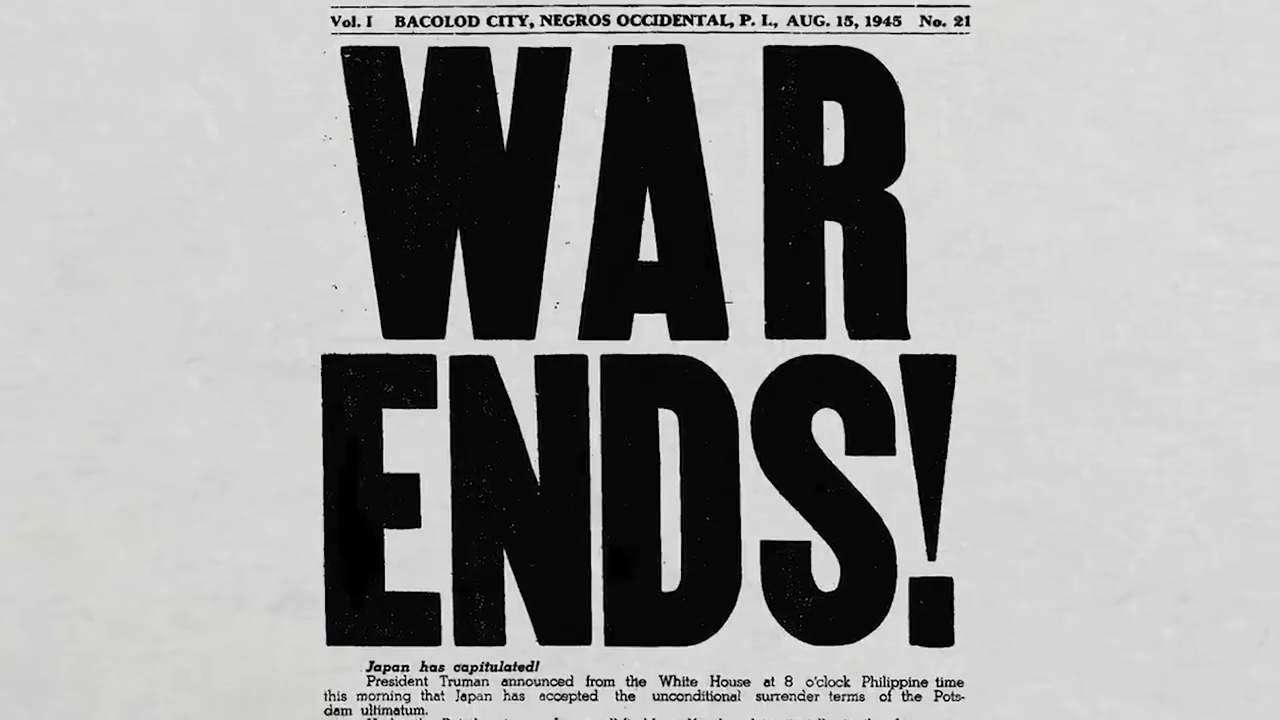 Vol. I BACOLOD CITY, NEGROS OCCIDENTAL, P. I., AUG. 15, 1945 No. 21
WAR
ENDS!
Japan has capitulated!
President Truman announced from the White House at 8 o'clock Philippine time
this morning that Japan has accepted the unconditional surrender terms of the Pots-
dam ultimatum.